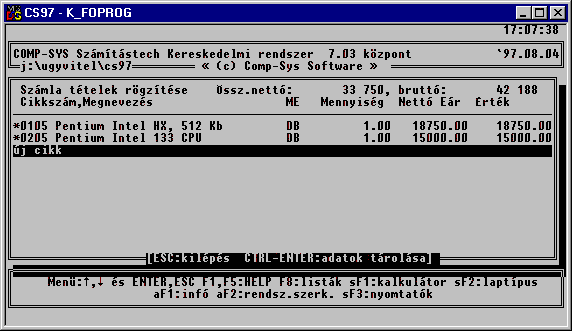 CS97 - K_FOPROG
17:07:38
COMP-SYS Számítástech Kereskedelmi rendszer 7.03 központ '97.08.04
j:\ugyvitel\cs97 « (c) Comp-Sys Software »
Számla tételek rögzítése Össz.nettó: 33 750, bruttó: 42 188
Cikkszám,Megnevezés ME Mennyiség Nettó Eár Érték
*0105 Pentium Intel HX, 512 Kb DB 1.00 18750.00 18750.00
*0205 Pentium Intel 133 CPU DB 1.00 15000.00 15000.00
új cikk
[ESC:kilépés CTRL-ENTER:adatok tárolása]
Menü:↑,↓ és ENTER,ESC F1,F5:HELP F8:listák sF1:kalkulátor sF2:laptípus
aF1:infó aF2:rendsz.szerk. sF3:nyomtatók